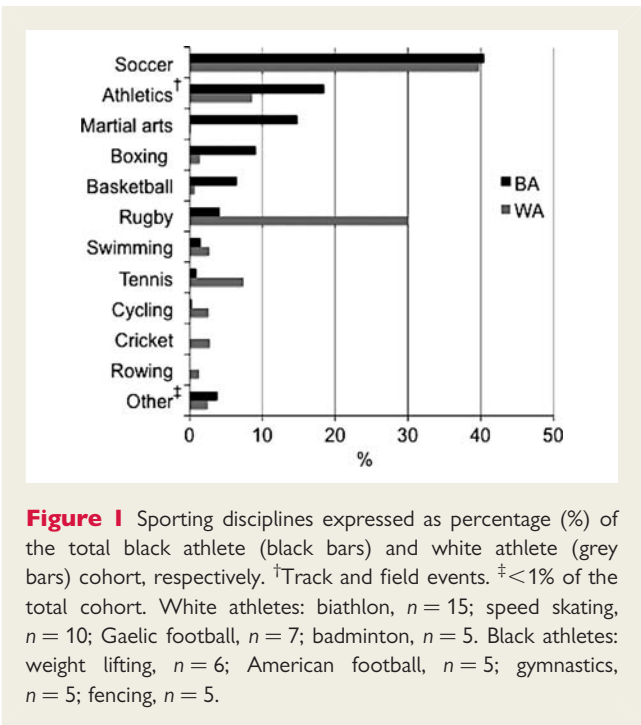 Soccer
Athletics†
Martial arts
Boxing
Basketball
Rugby
Swimming
Tennis
Cycling
Cricket
Rowing
Other‡
BA
WA
0 10 20 30 40 50
%
Figure 1 Sporting disciplines expressed as percentage (%) of
the total black athlete (black bars) and white athlete (grey
bars) cohort, respectively. †Track and field events. ‡<1% of the
total cohort. White athletes: biathlon, n = 15; speed skating,
n = 10; Gaelic football, n = 7; badminton, n = 5. Black athletes:
weight lifting, n = 6; American football, n = 5; gymnastics,
n = 5; fencing, n = 5.